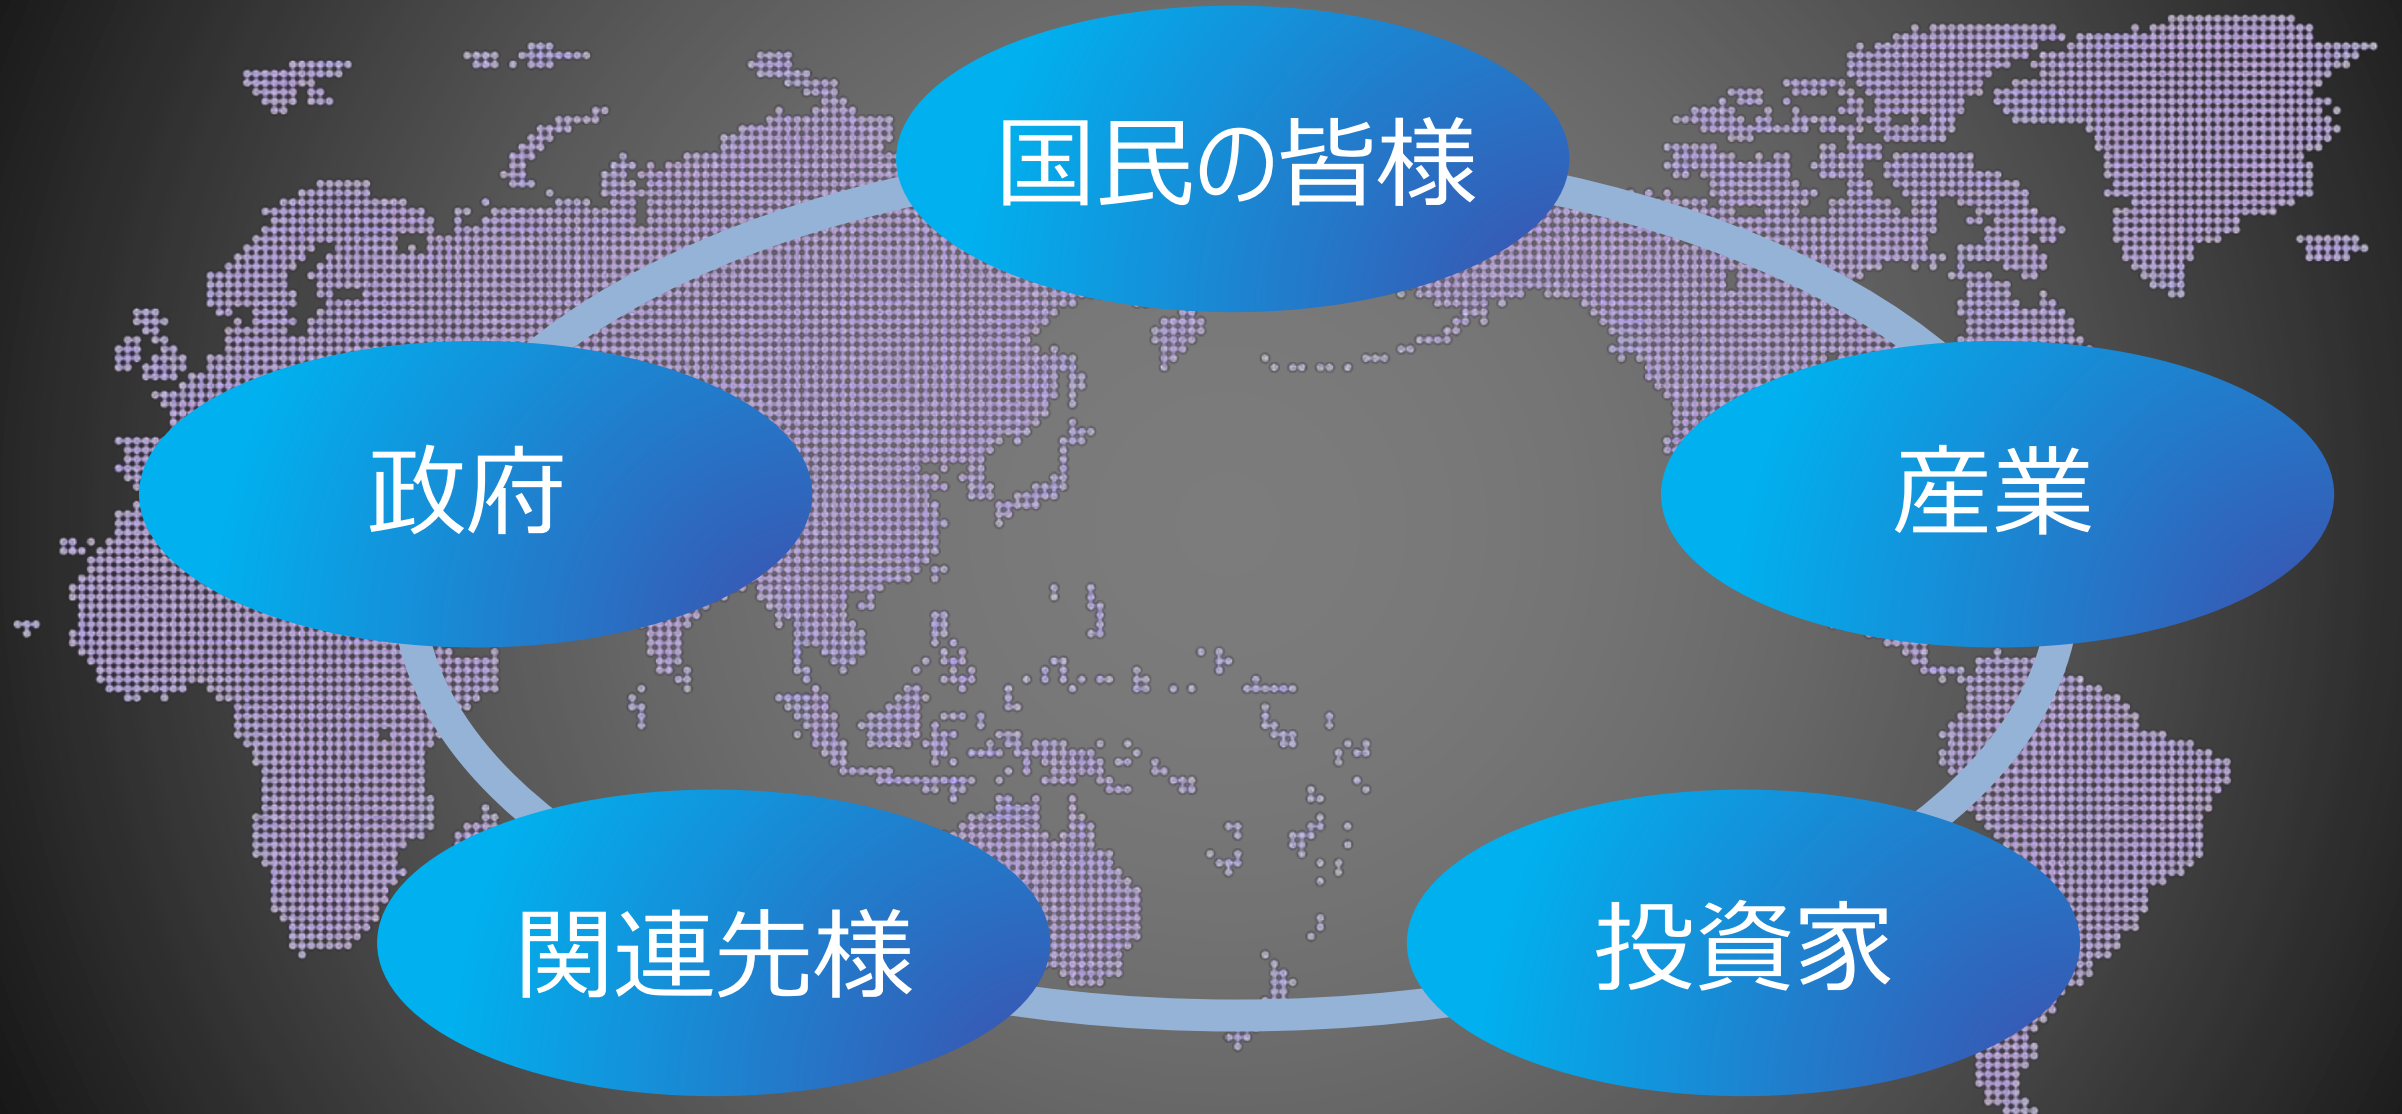 国民の皆様
政府
産業
関連先様
投資家